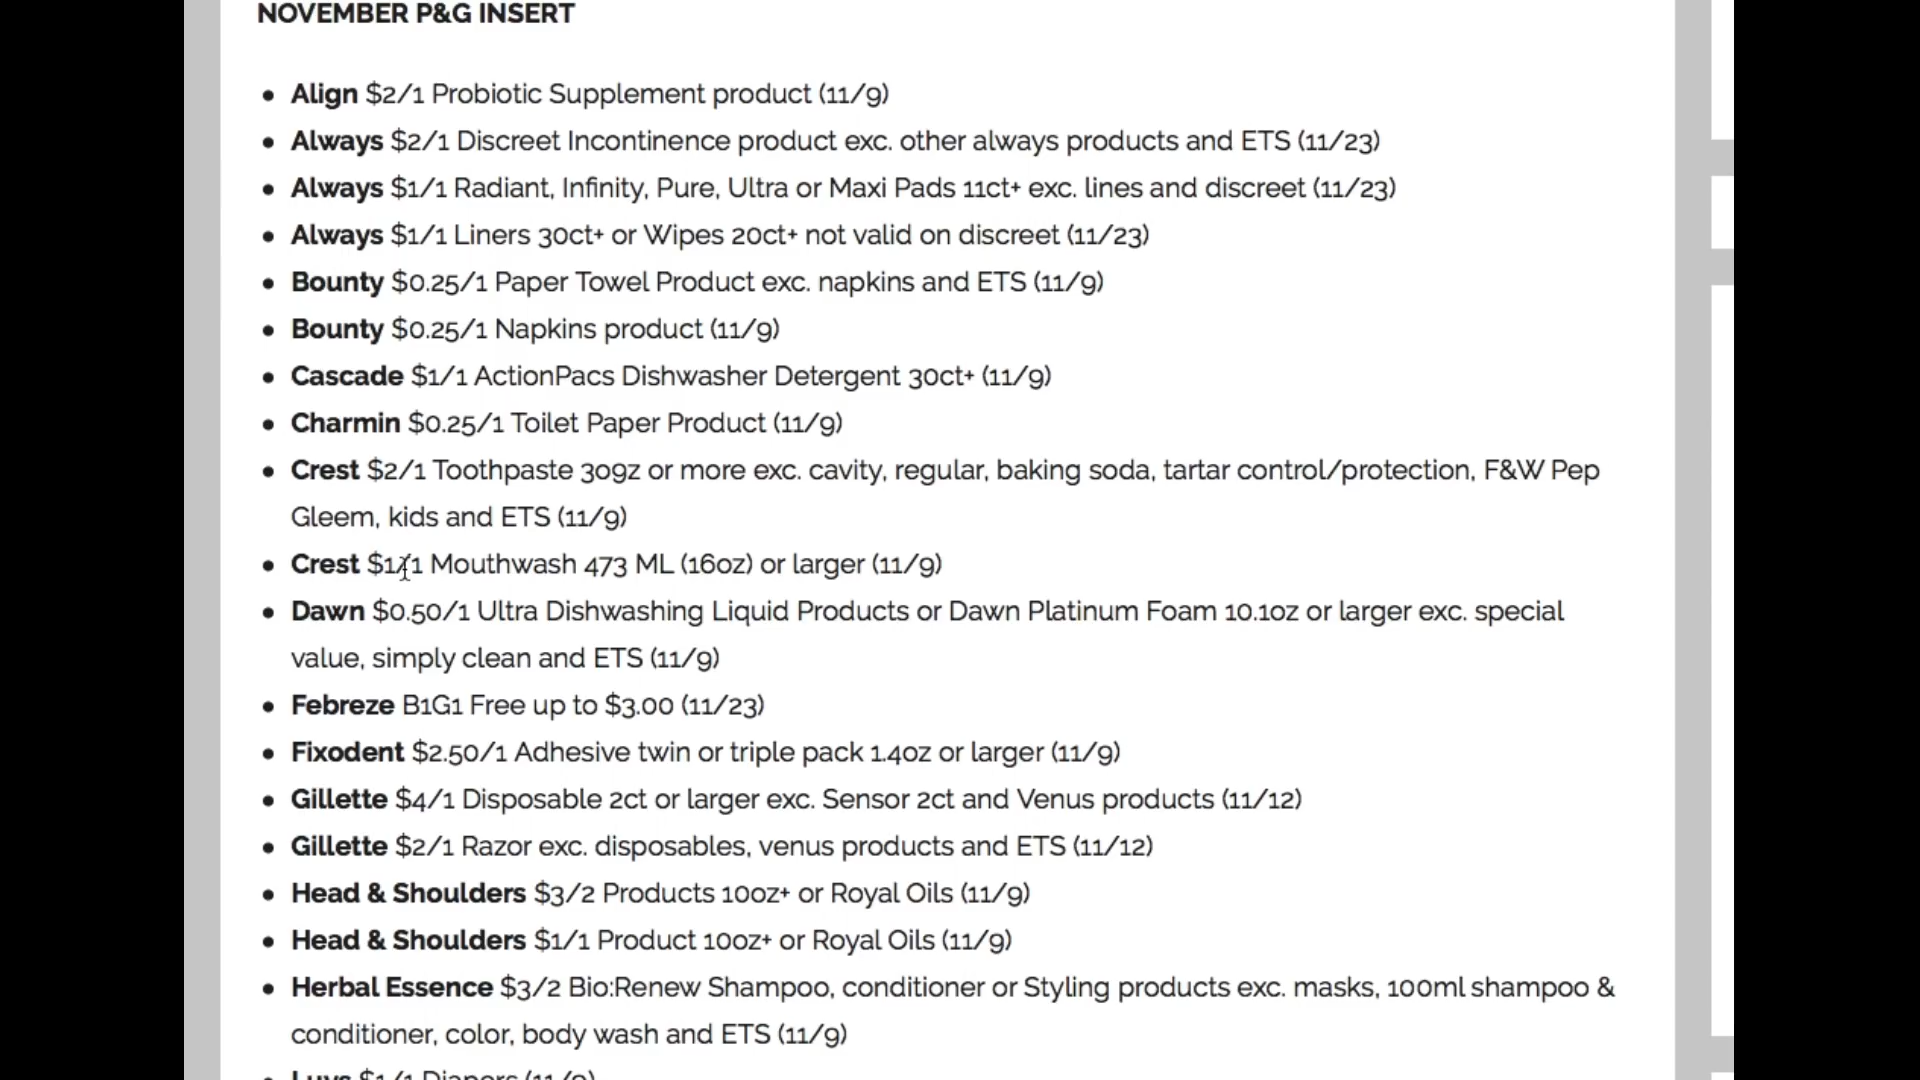 NOVEMBER P&G INSERT
• Align $2/1 Probiotic Supplement product (11/9)
• Always $2/1 Discreet Incontinence product exc. other always products and ETS (11/23)
• Always $1/1 Radiant, Infinity, Pure, Ultra or Maxi Pads 11ct+ exc. lines and discreet (11/23)
• Always $1/1 Liners 30ct+ or Wipes 20ct+ not valid on discreet (11/23)
• Bounty $0.25/1 Paper Towel Product exc. napkins and ETS (11/9)
• Bounty $0.25/1 Napkins product (11/9)
• Cascade $1/1 ActionPacs Dishwasher Detergent 30ct+ (11/9)
• Charmin $0.25/1 Toilet Paper Product (11/9)
• Crest $2/1 Toothpaste 309z or more exc. cavity, regular, baking soda, tartar control/protection, F&W Pep
Gleem, kids and ETS (11/9)
• Crest $1/1 Mouthwash 473 ML (16oz) or larger (11/9)
• Dawn $0.50/1 Ultra Dishwashing Liquid Products or Dawn Platinum Foam 10.1oz or larger exc. special
value, simply clean and ETS (11/9)
• Febreze B1G1 Free up to $3.00 (11/23)
• Fixodent $2.50/1 Adhesive twin or triple pack 1.4oz or larger (11/9)
• Gillette $4/1 Disposable 2ct or larger exc. Sensor 2ct and Venus products (11/12)
• Gillette $2/1 Razor exc. disposables, venus products and ETS (11/12)
• Head & Shoulders $3/2 Products 10oz+ or Royal Oils (11/9)
• Head & Shoulders $1/1 Product 10oz+ or Royal Oils (11/9)
• Herbal Essence $3/2 Bio:Renew Shampoo, conditioner or Styling products exc. masks, 100ml shampoo &
conditioner, color, body wash and ETS (11/9)
• Luvs $1/1 Diapers (11/9)